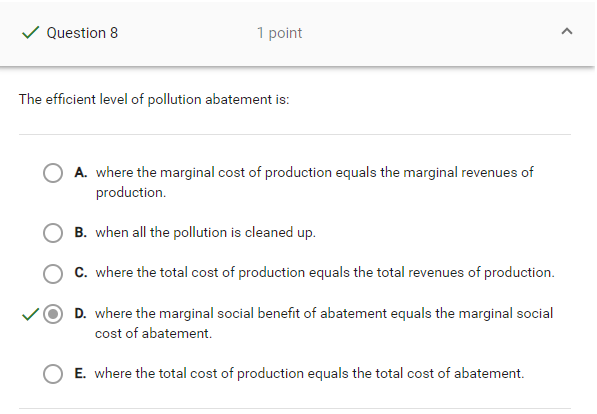 Question 8 1 point
The efficient level of pollution abatement is:
A. where the marginal cost of production equals the marginal revenues of
production.
B. when all the pollution is cleaned up.
C. where the total cost of production equals the total revenues of production.
D. where the marginal social benefit of abatement equals the marginal social
cost of abatement.
E. where the total cost of production equals the total cost of abatement.